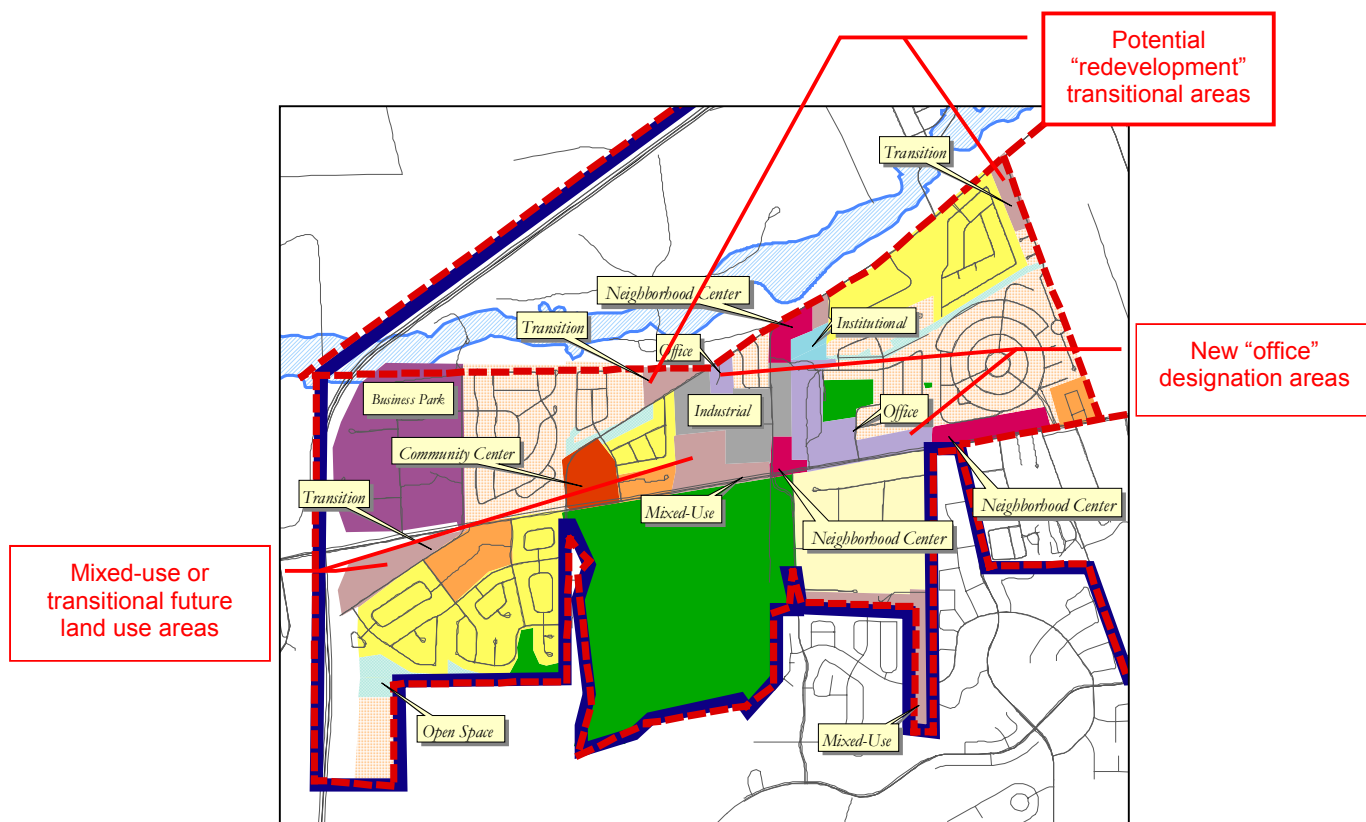 Potential
“redevelopment”
transitional areas
Transition
Neighborhood Center
Institutional
Transition
Office
New “office”
designation areas
Business Park
Industrial
Office
Community Center
Transition
Mixed-Use
Neighborhood Center
Neighborhood Center
Mixed-use or
transitional future
land use areas
Open Space
Mixed-Use